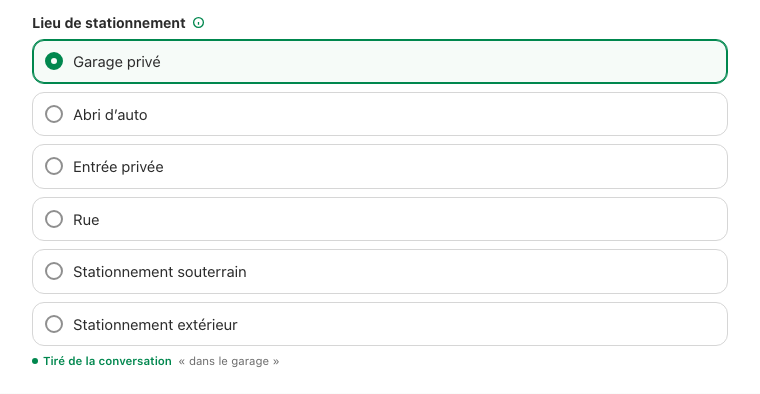 Lieu de stationnement
Garage privé
Abri d’auto
Entrée privée
Rue
Stationnement souterrain
Stationnement extérieur
Tiré de la conversation « dans le garage »